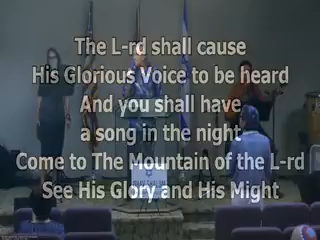 The L-rd shall cause
His Glorious Voice to be heard
And you shall have
a song in the night
Come to The Mountain of the L-rd
See His Glory and His Might